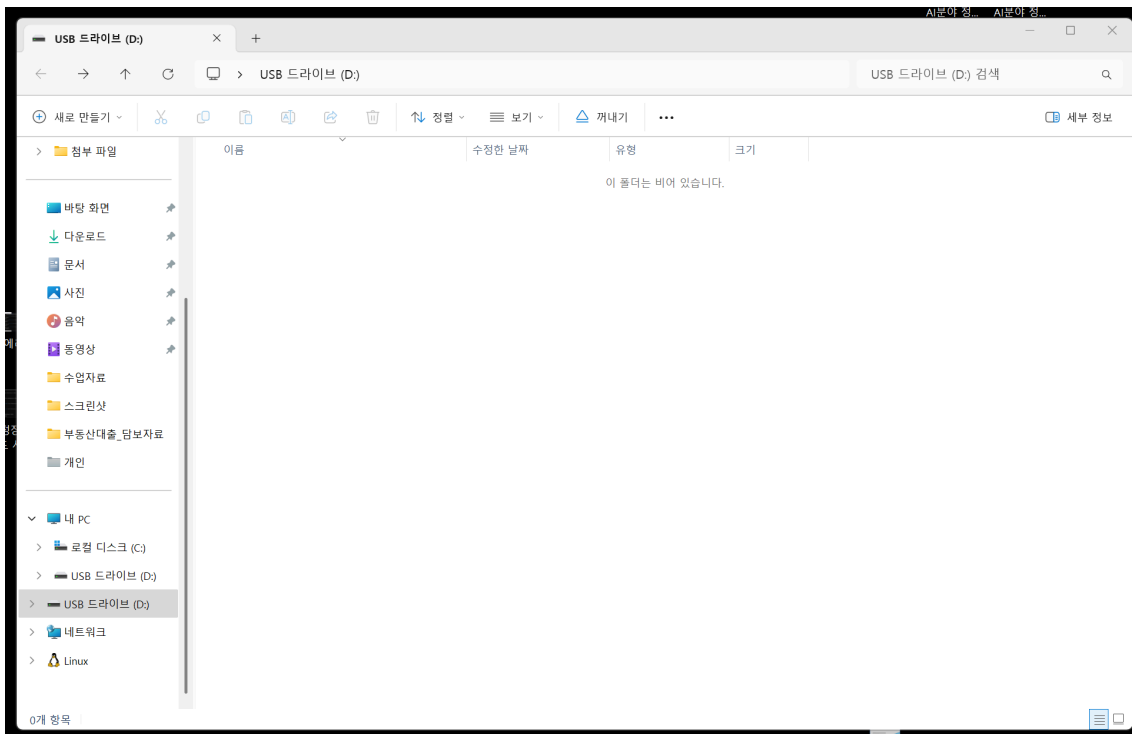 AI분야 정... AI분야 정...
USB 드라이브 (D:)
USB 드라이브 (D:)
USB 드라이브 (D:) 검색
새로 만들기
정렬
보기
꺼내기
세부 정보
첨부 파일
이름
수정한 날짜
유형
크기
이 폴더는 비어 있습니다.
바탕 화면
다운로드
문서
사진
음악
동영상
수업자료
스크린샷
부동산대출_담보자료
개인
내 PC
로컬 디스크 (C:)
USB 드라이브 (D:)
USB 드라이브 (D:)
네트워크
Linux
0개 항목